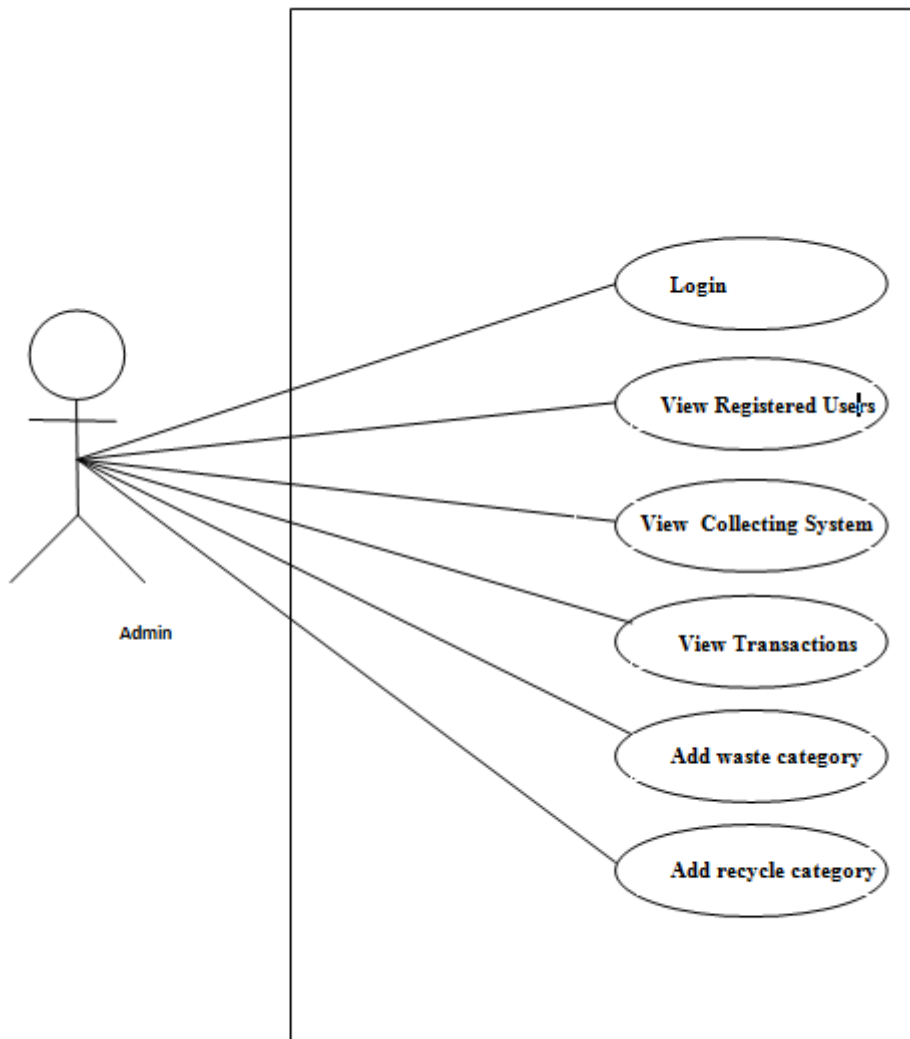 Login
View Registered Users
View Collecting System
Admin
View Transactions
Add waste category
Add recycle category